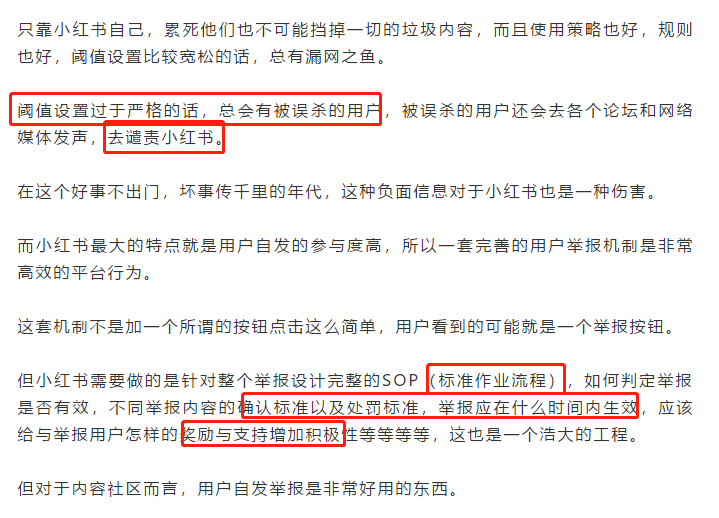 只靠小红书自己，累死他们也不可能挡掉一切的垃圾内容，而且使用策略也好，规则
也好，阈值设置比较宽松的话，总有漏网之鱼。
阈值设置过于严格的话，总会有被误杀的用户，被误杀的用户还会去各个论坛和网络
媒体发声，去谴责小红书。
在这个好事不出门，坏事传千里的年代，这种负面信息对于小红书也是一种伤害。
而小红书最大的特点就是用户自发的参与度高，所以一套完善的用户举报机制是非常
高效的平台行为。
这套机制不是加一个所谓的按钮点击这么简单，用户看到的可能就是一个举报按钮。
但小红书需要做的是针对整个举报设计完整的SOP（标准作业流程），如何判定举报
是否有效，不同举报内容的确认标准以及处罚标准，举报应在什么时间内生效，应该
给与举报用户怎样的奖励与支持增加积极性等等等等，这也是一个浩大的工程。
但对于内容社区而言，用户自发举报是非常好用的东西。